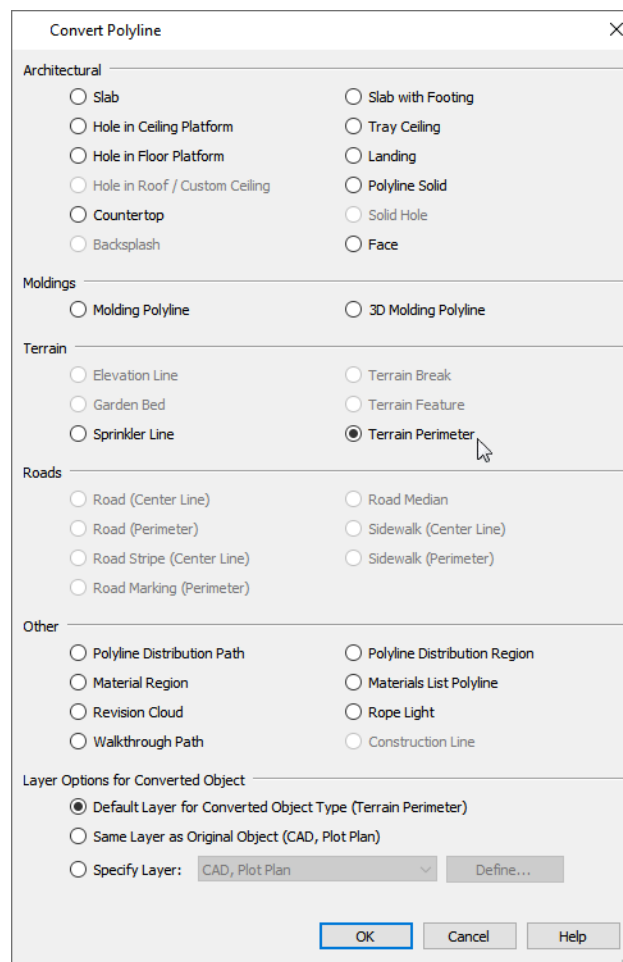 Convert Polyline
Architectural
Slab
Slab with Footing
Hole in Ceiling Platform
Tray Ceiling
Hole in Floor Platform
Landing
Hole in Roof / Custom Ceiling
Polyline Solid
Countertop
Solid Hole
Backsplash
Face
Moldings
Molding Polyline
3D Molding Polyline
Terrain
Elevation Line
Terrain Break
Garden Bed
Terrain Feature
Sprinkler Line
Terrain Perimeter
Roads
Road (Center Line)
Road Median
Road (Perimeter)
Sidewalk (Center Line)
Road Stripe (Center Line)
Sidewalk (Perimeter)
Road Marking (Perimeter)
Other
Polyline Distribution Path
Polyline Distribution Region
Material Region
Materials List Polyline
Revision Cloud
Rope Light
Walkthrough Path
Construction Line
Layer Options for Converted Object
Default Layer for Converted Object Type (Terrain Perimeter)
Same Layer as Original Object (CAD, Plot Plan)
Specify Layer: CAD, Plot Plan Define...
OK Cancel Help